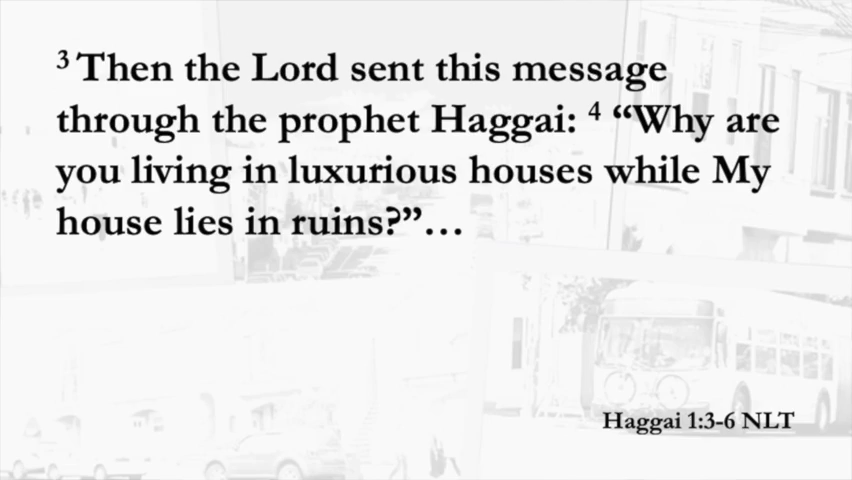 ³ Then the Lord sent this message
through the prophet Haggai: ⁴ “Why are
you living in luxurious houses while My
house lies in ruins?”…
Haggai 1:3-6 NLT